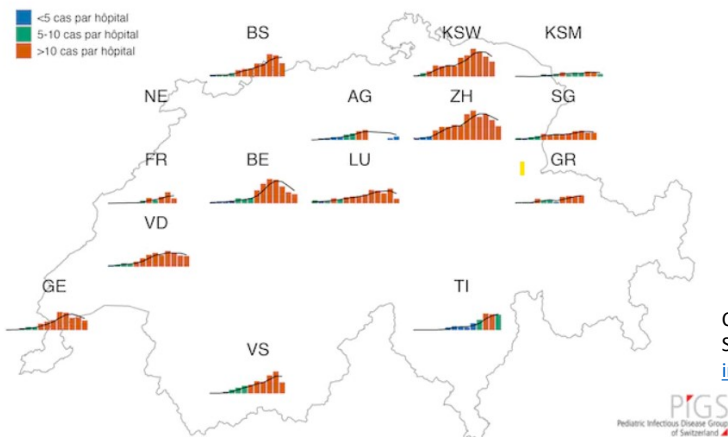 <5 cas par hôpital
5-10 cas par hôpital
>10 cas par hôpital
BS
KSW
KSM
NE
AG
ZH
SG
FR
BE
LU
GR
VD
GE
TI
VS
PIGS
Pediatric Infectious Disease Group
of Switzerland